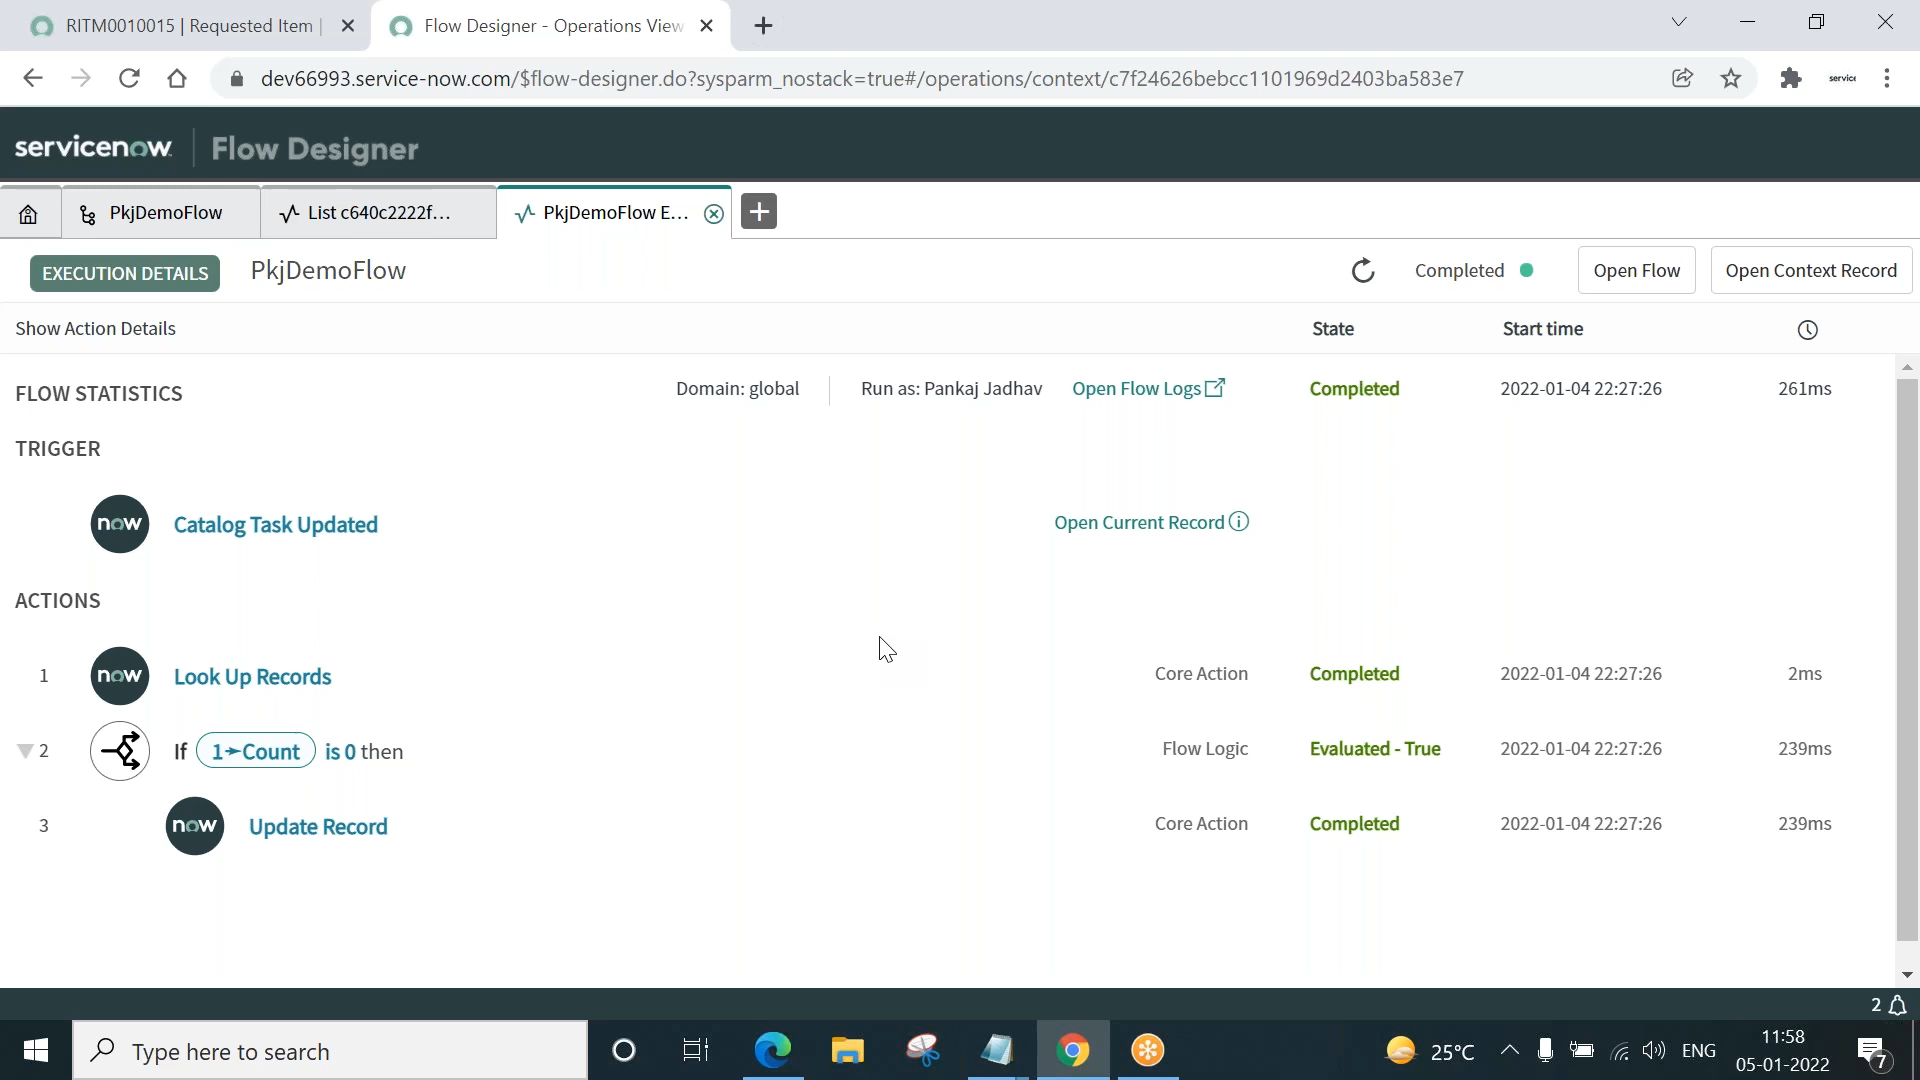 RITM0010015 | Requested Item |
Flow Designer - Operations View
dev66993.service-now.com/$flow-designer.do?sysparm_nostack=true#/operations/context/c7f24626bebcc1101969d2403ba583e7
service
servicenow
Flow Designer
PkjDemoFlow
List c640c2222f...
PkjDemoFlow E...
EXECUTION DETAILS
PkjDemoFlow
Completed
Open Flow
Open Context Record
Show Action Details
State
Start time
FLOW STATISTICS
Domain: global
Run as: Pankaj Jadhav
Open Flow Logs
Completed
2022-01-04 22:27:26
261ms
TRIGGER
now
Catalog Task Updated
Open Current Record
ACTIONS
1
now
Look Up Records
Core Action
Completed
2022-01-04 22:27:26
2ms
2
If 1➛Count is 0 then
Flow Logic
Evaluated - True
2022-01-04 22:27:26
239ms
3
now
Update Record
Core Action
Completed
2022-01-04 22:27:26
239ms
2
Type here to search
25°C
ENG
11:58
05-01-2022
7